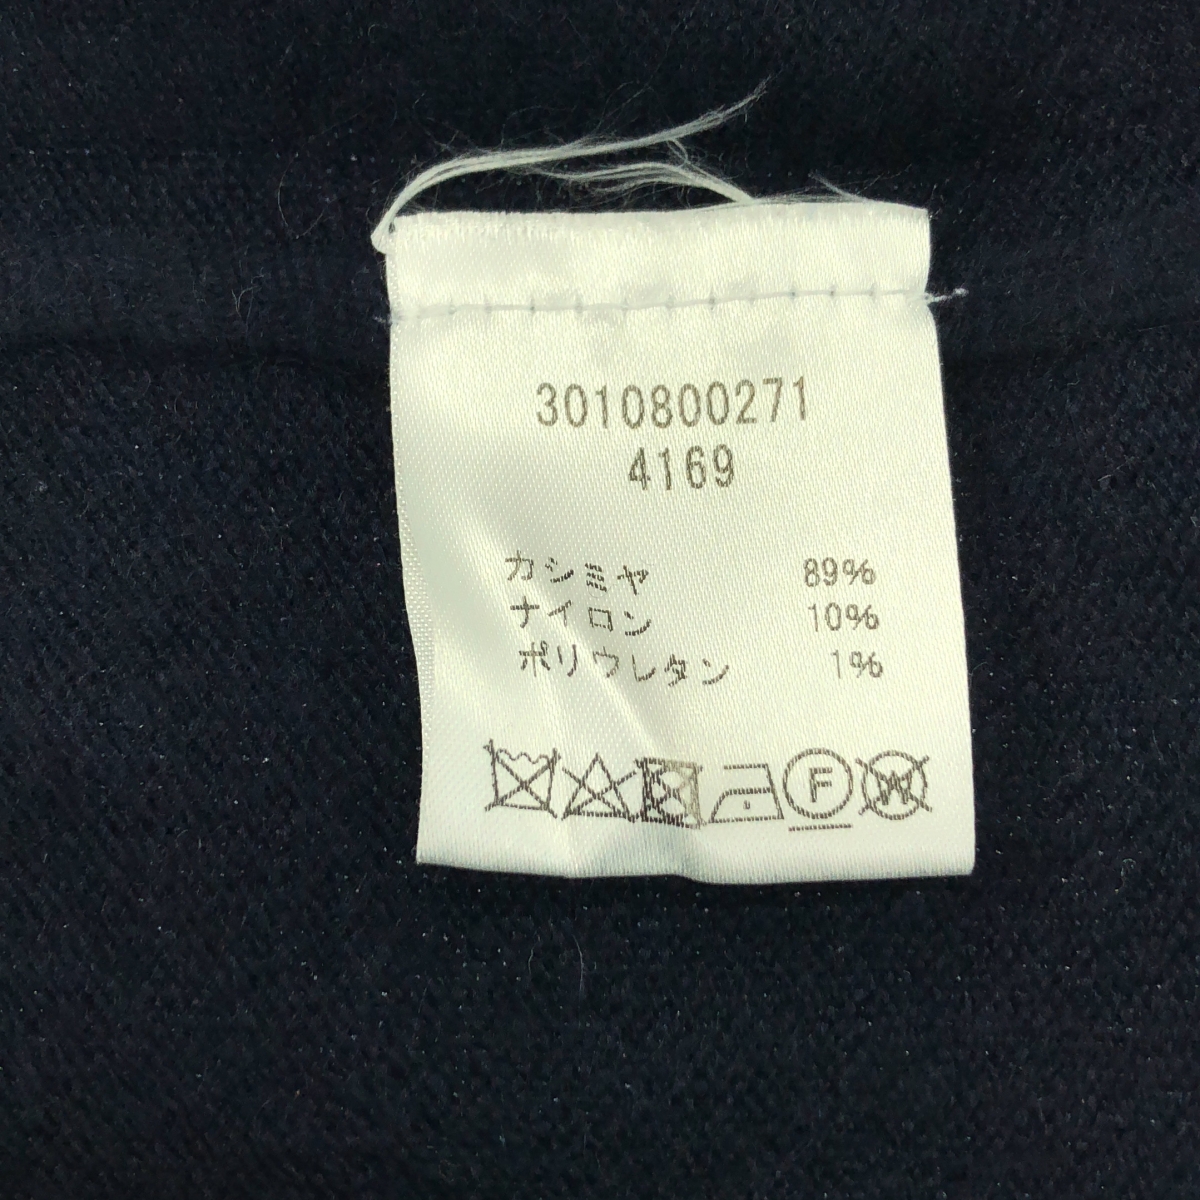 3010800271
4169
カシミヤ 89%
ナイロン 10%
ポリウレタン 1%
F W